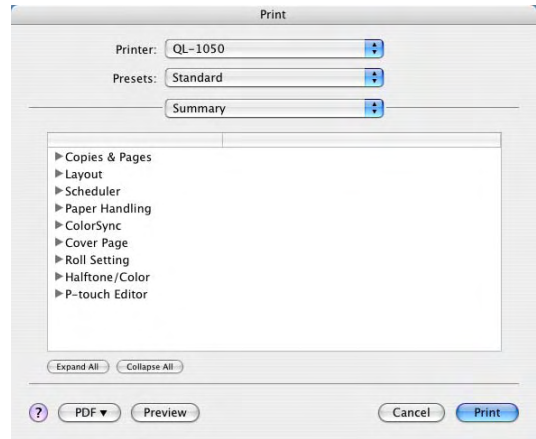 Print
Printer: QL-1050
Presets: Standard
Summary
Copies & Pages
Layout
Scheduler
Paper Handling
ColorSync
Cover Page
Roll Setting
Halftone/Color
P-touch Editor
Expand All Collapse All
? PDF ▼ Preview Cancel Print